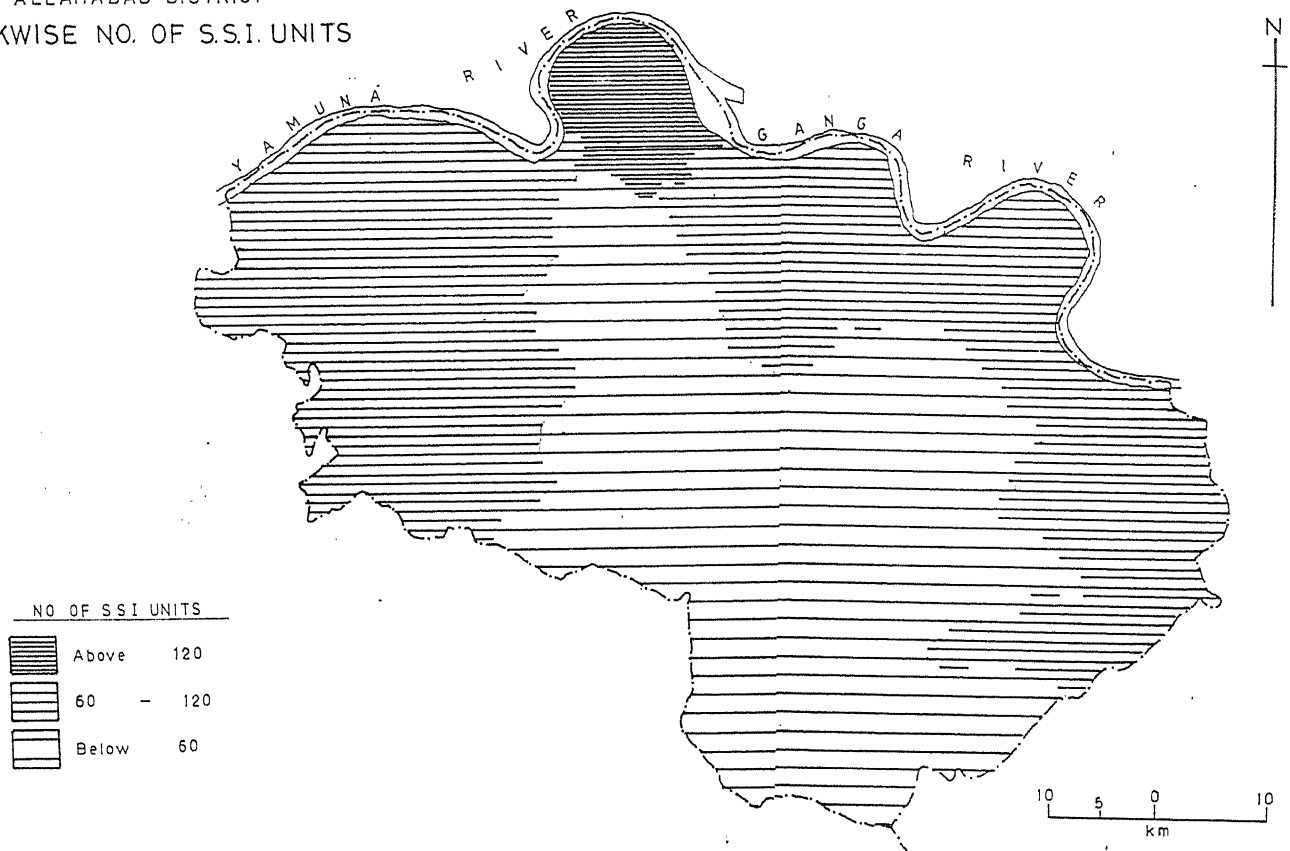 KWISE NO. OF S.S.I. UNITS
N
YAMUNA RIVER
GANGA RIVER
NO OF SSI UNITS
Above 120
60 - 120
Below 60
10 5 0 10
km